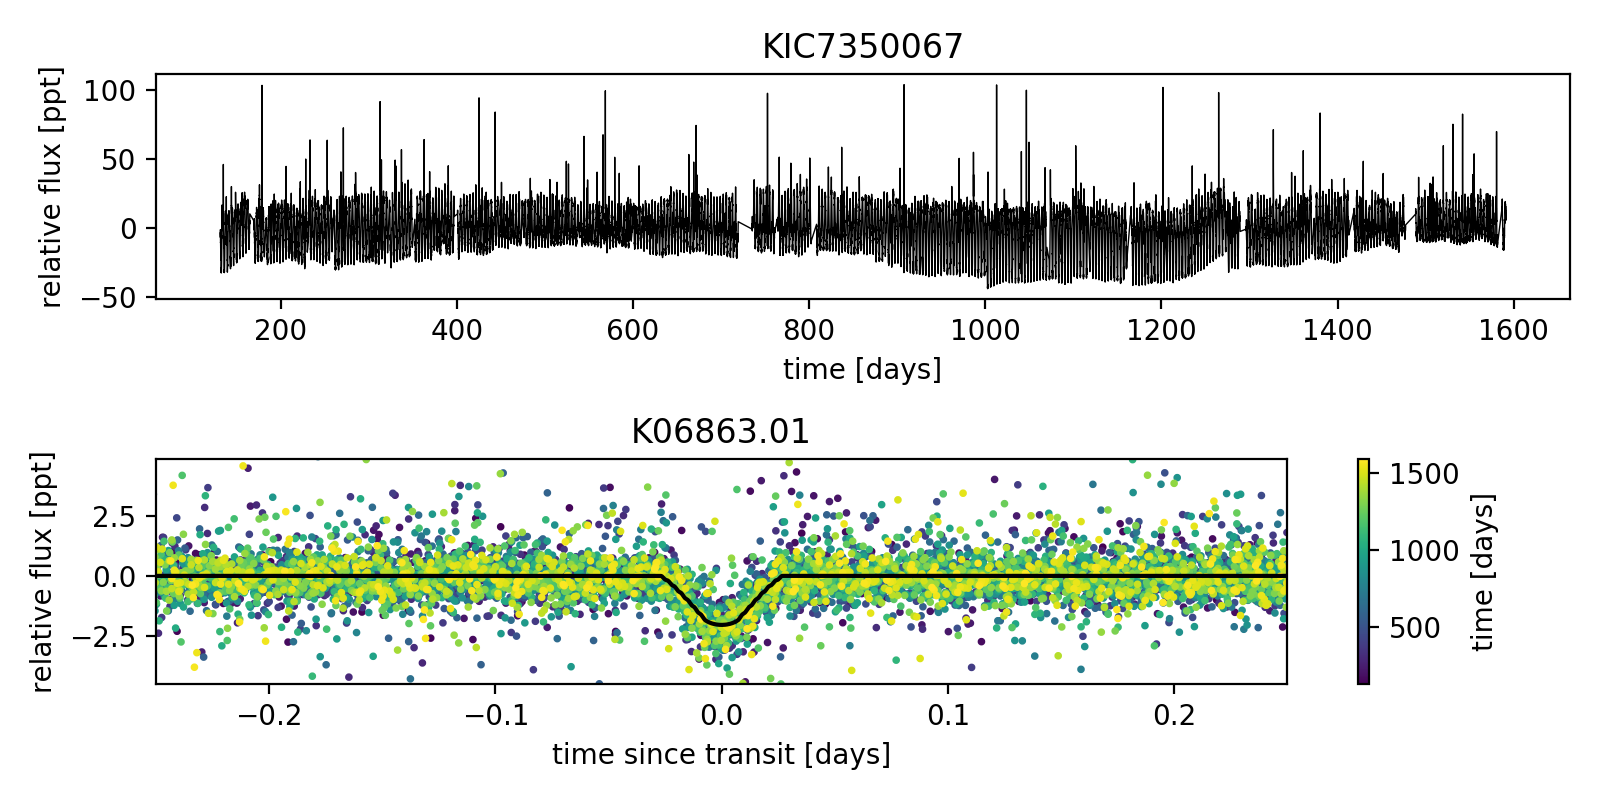 KIC7350067
relative flux [ppt]
100
50
0
−50
200 400 600 800 1000 1200 1400 1600
time [days]
K06863.01
relative flux [ppt]
2.5
0.0
−2.5
−0.2 −0.1 0.0 0.1 0.2
time since transit [days]
1500
1000
500
time [days]